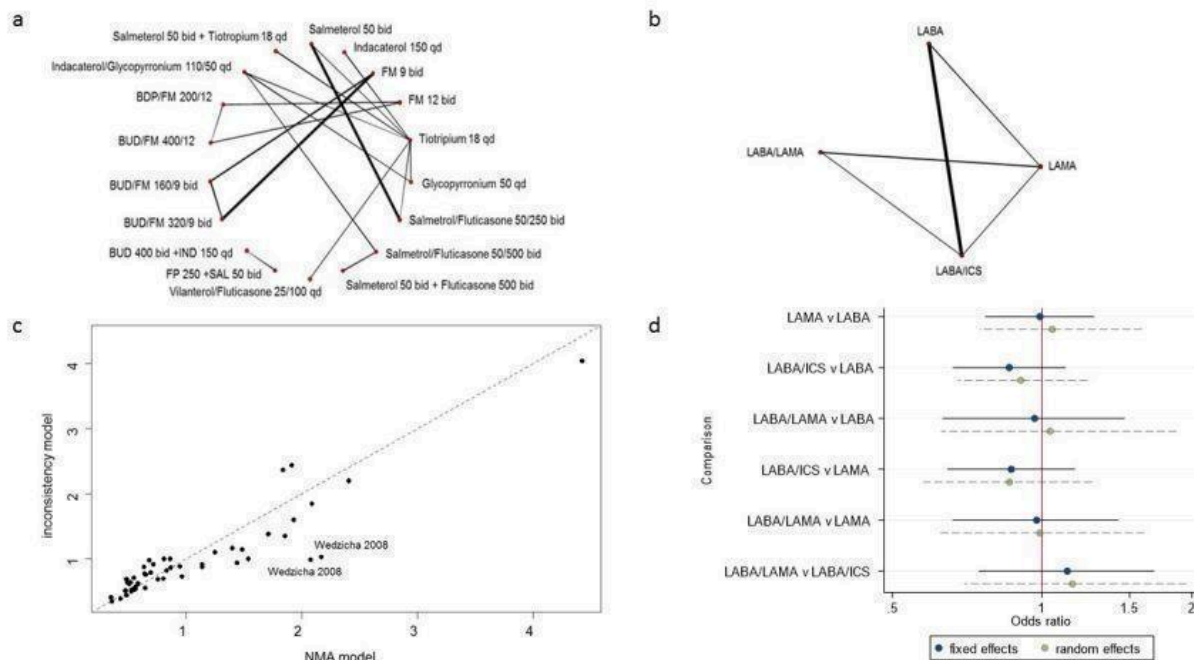 a
Salmeterol 50 bid
Salmeterol 50 bid + Tiotropium 18 qd
Indacaterol 150 qd
Indacaterol/Glycopyrronium 110/50 qd
FM 9 bid
BDP/FM 200/12
FM 12 bid
BUD/FM 400/12
Tiotripium 18 qd
BUD/FM 160/9 bid
Glycopyrronium 50 qd
BUD/FM 320/9 bid
Salmetrol/Fluticasone 50/250 bid
BUD 400 bid +IND 150 qd
Salmetrol/Fluticasone 50/500 bid
FP 250 +SAL 50 bid
Vilanterol/Fluticasone 25/100 qd
Salmeterol 50 bid + Fluticasone 500 bid
b
LABA
LABA/LAMA
LAMA
LABA/ICS
c
inconsistency model
4
3
2
1
Wedzicha 2008
Wedzicha 2008
1
2
3
4
NMA model
d
Comparison
LAMA v LABA
LABA/ICS v LABA
LABA/LAMA v LABA
LABA/ICS v LAMA
LABA/LAMA v LAMA
LABA/LAMA v LABA/ICS
.5
1
1.5
2
Odds ratio
fixed effects
random effects